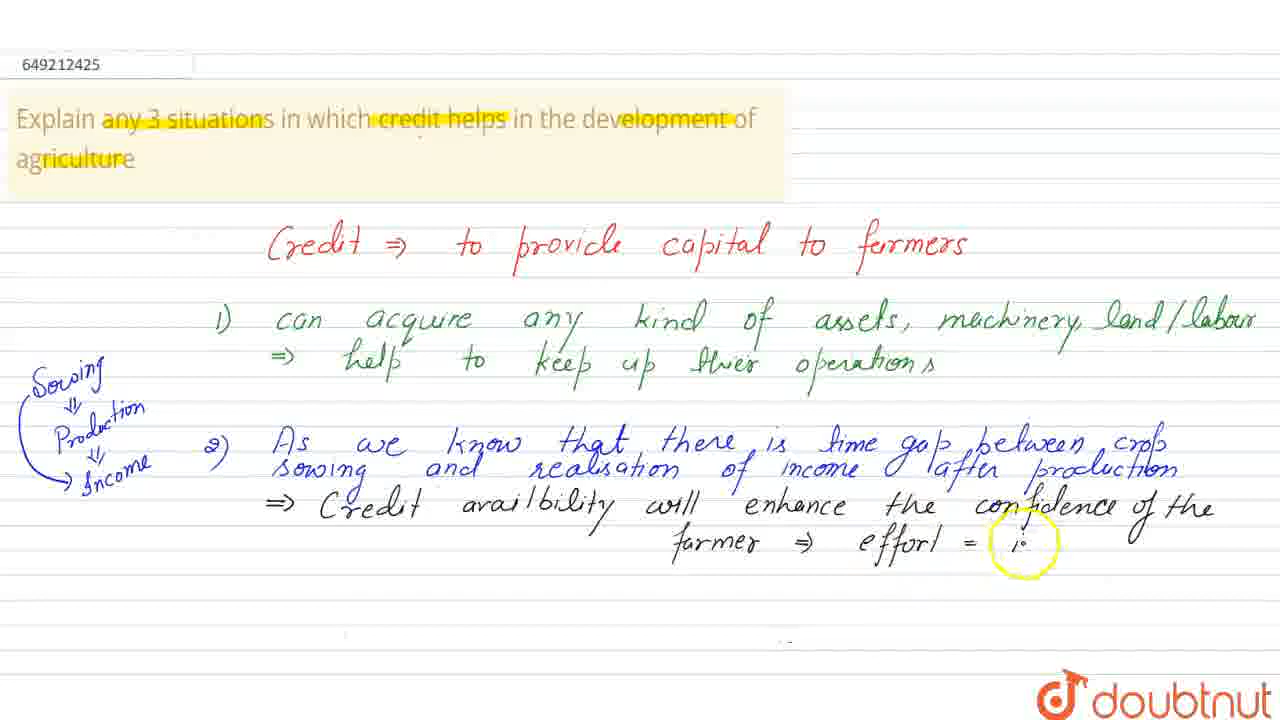 649212425
Explain any 3 situations in which credit helps in the development of
agriculture
Credit ⇒ to provide capital to farmers
1) can acquire any kind of assets, machinery, land/labour
⇒ help to keep up their operations
Sowing
⇓
Production
⇓
Income
2) As we know that there is time gap between crop
sowing and realisation of income after production
⇒ Credit availbility will enhance the confidence of the
farmer ⇒ effort =
doubtnut